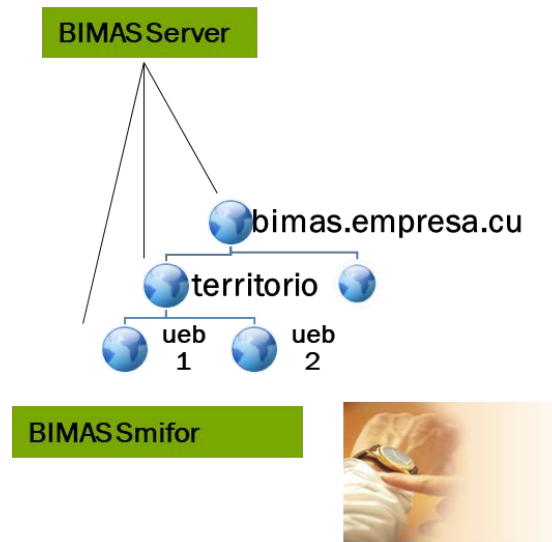 BIMAS Server
bimas.empresa.cu
territorio
ueb
1
ueb
2
BIMAS Smifor